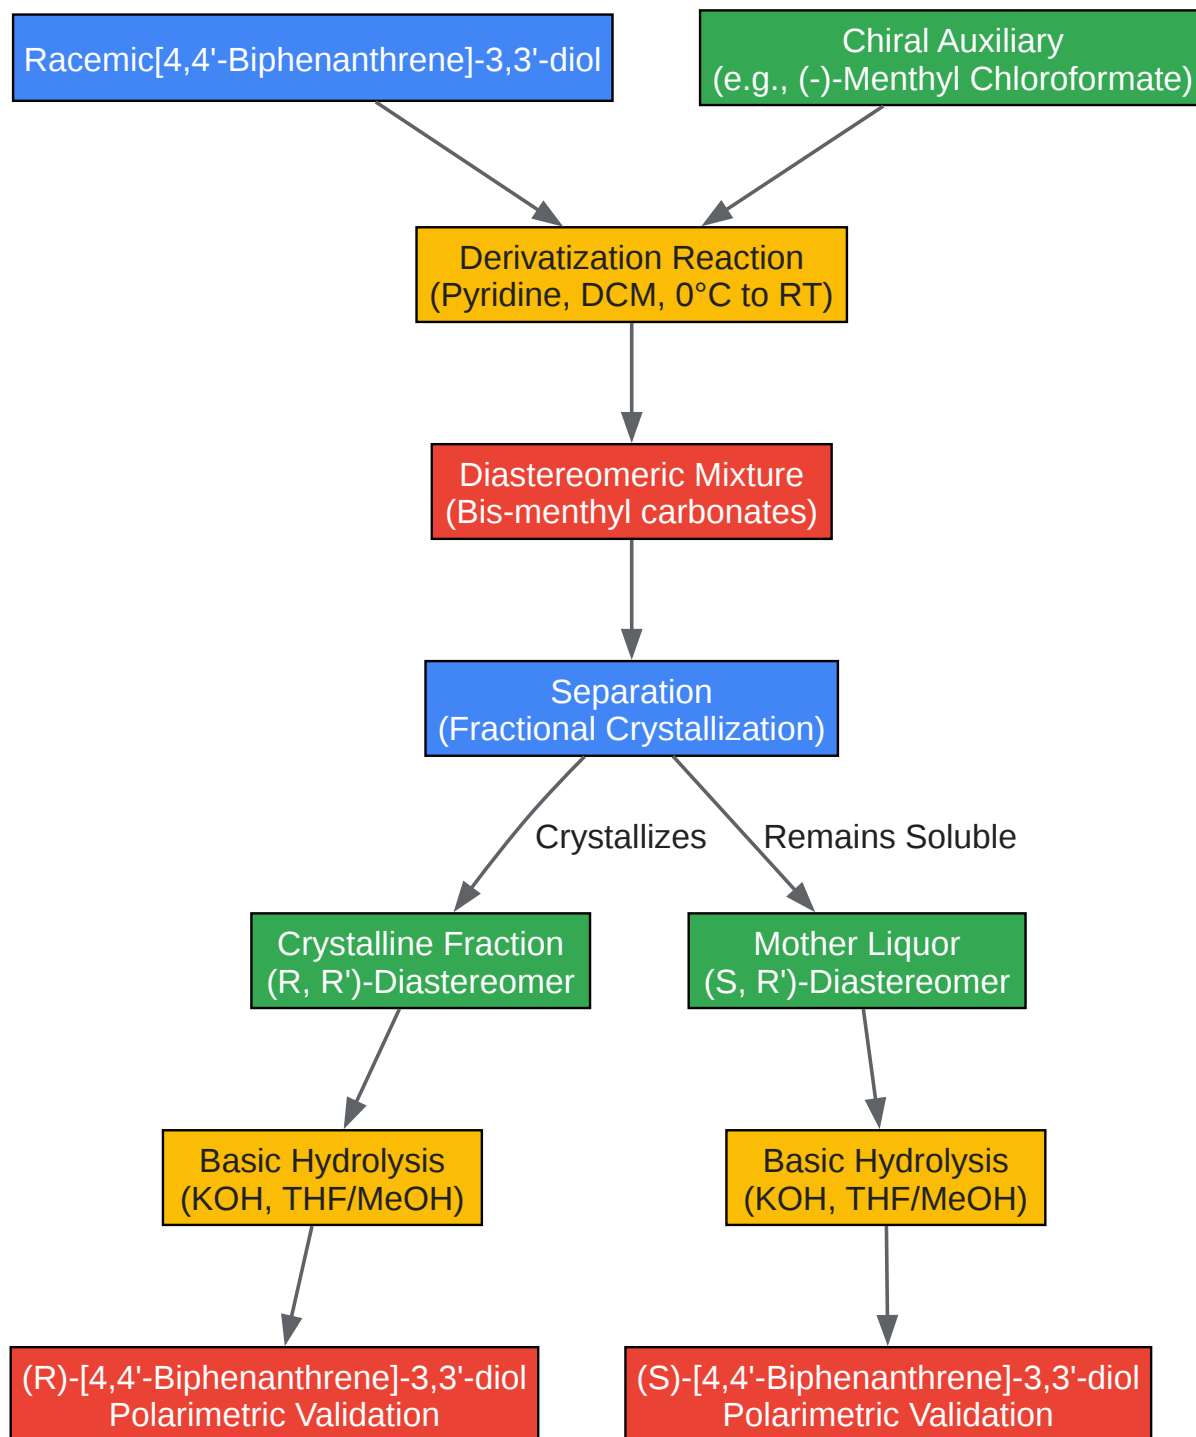 Racemic[4,4'-Biphenanthrene]-3,3'-diol
Chiral Auxiliary
(e.g., (-)-Menthyl Chloroformate)
Derivatization Reaction
(Pyridine, DCM, 0°C to RT)
Diastereomeric Mixture
(Bis-menthyl carbonates)
Separation
(Fractional Crystallization)
Crystallizes
Remains Soluble
Crystalline Fraction
(R, R')-Diastereomer
Mother Liquor
(S, R')-Diastereomer
Basic Hydrolysis
(KOH, THF/MeOH)
Basic Hydrolysis
(KOH, THF/MeOH)
(R)-[4,4'-Biphenanthrene]-3,3'-diol
Polarimetric Validation
(S)-[4,4'-Biphenanthrene]-3,3'-diol
Polarimetric Validation